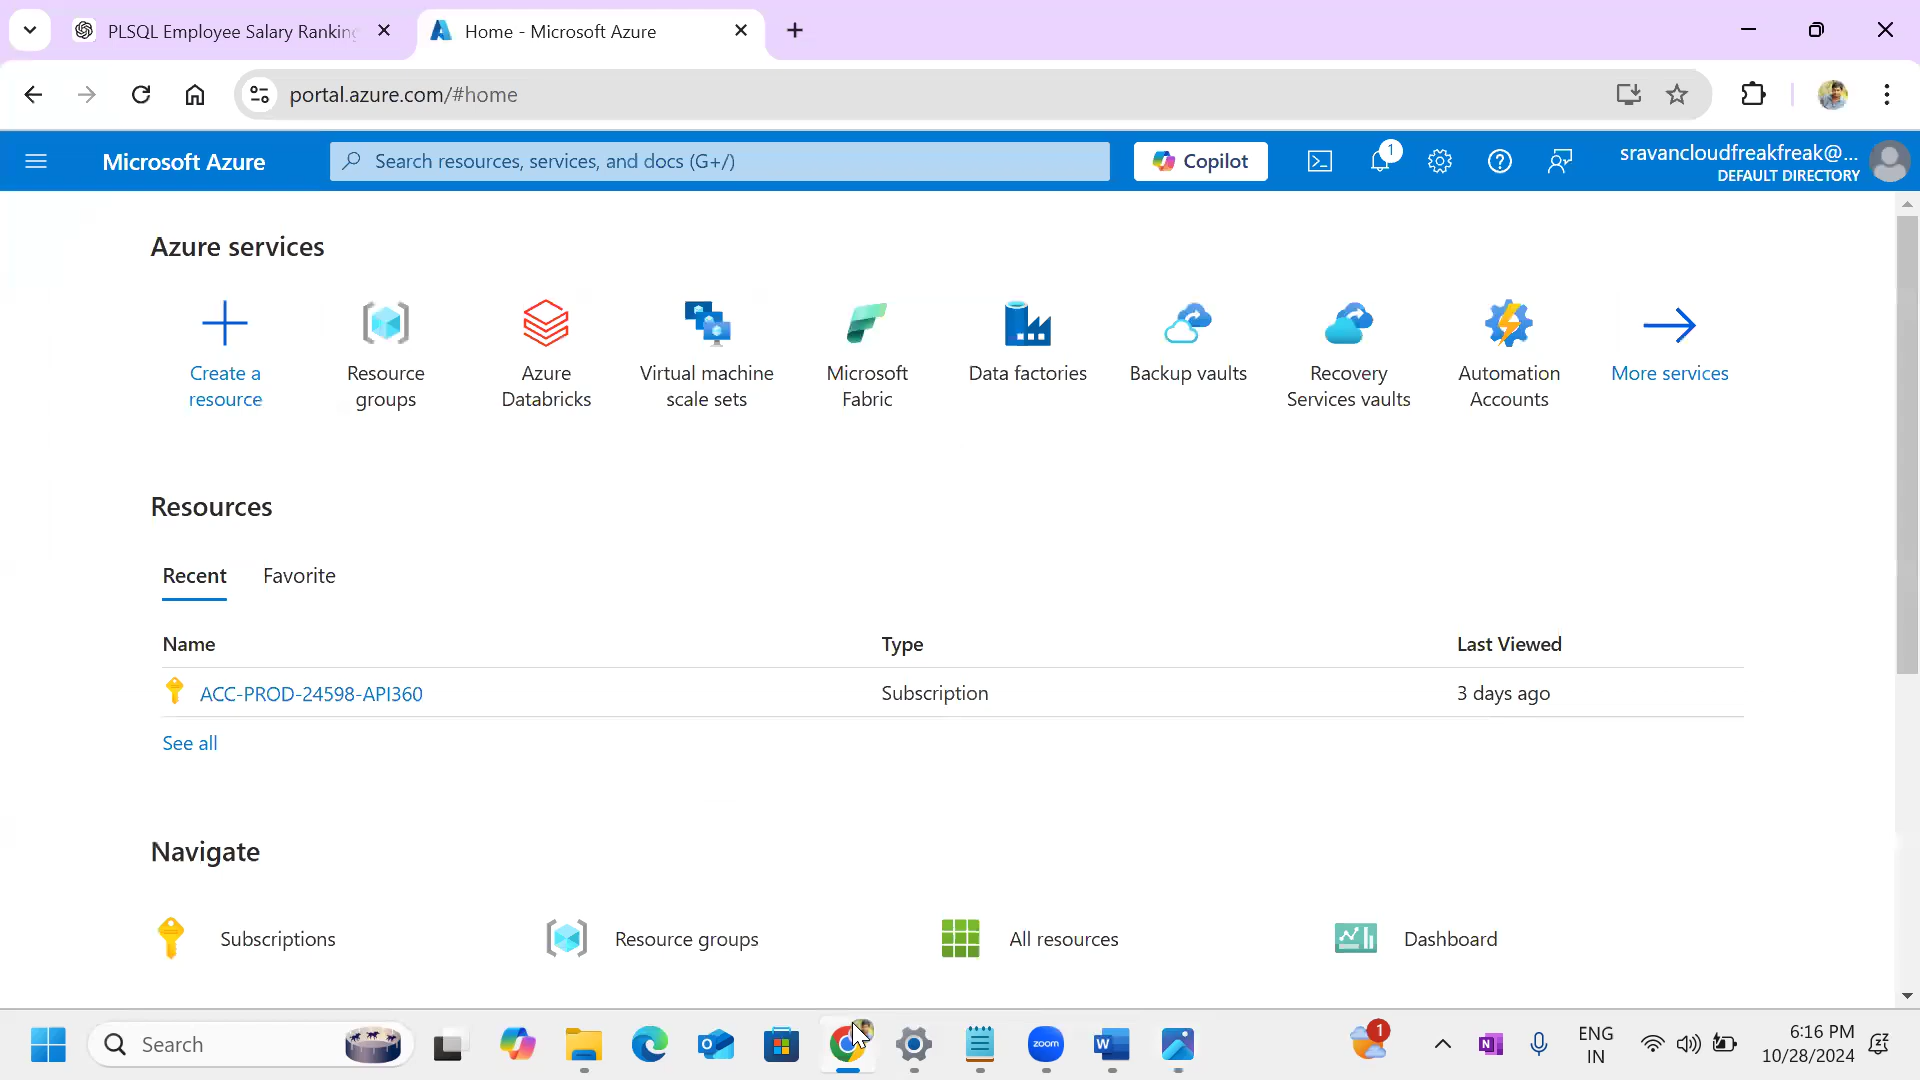 PLSQL Employee Salary Ranking
Home - Microsoft Azure
portal.azure.com/#home
Microsoft Azure
Search resources, services, and docs (G+/)
Copilot
1
sravancloudfreakfreak@...
DEFAULT DIRECTORY
Azure services
Create a
resource
Resource
groups
Azure
Databricks
Virtual machine
scale sets
Microsoft
Fabric
Data factories
Backup vaults
Recovery
Services vaults
Automation
Accounts
More services
Resources
Recent
Favorite
Name
Type
Last Viewed
ACC-PROD-24598-API360
Subscription
3 days ago
See all
Navigate
Subscriptions
Resource groups
All resources
Dashboard
Search
zoom
1
ENG
IN
6:16 PM
10/28/2024